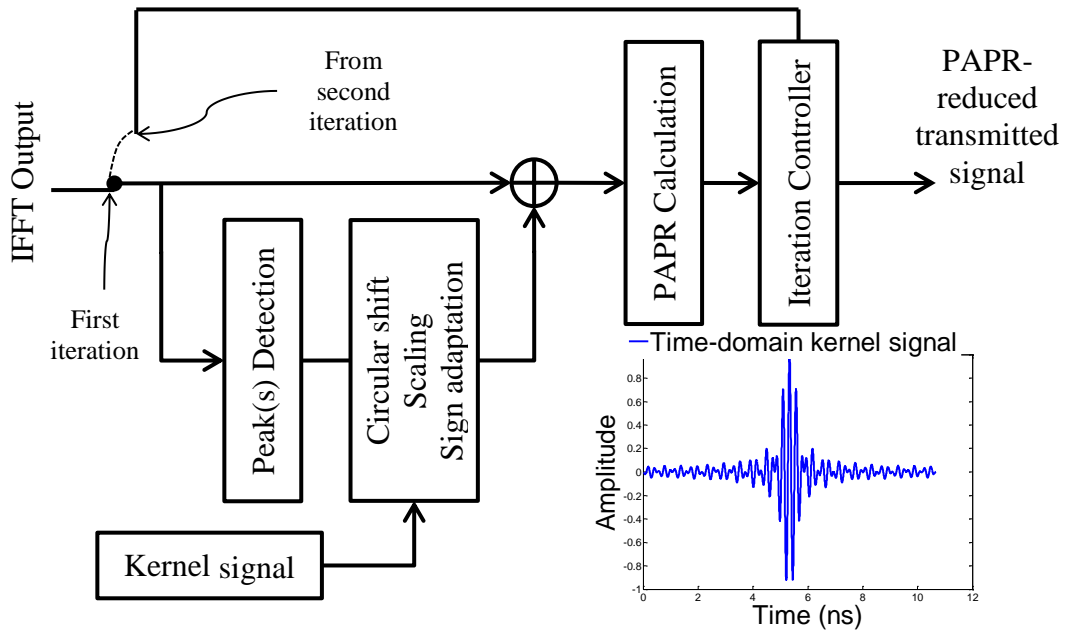 From
second
iteration
IFFT Output
First
iteration
Peak(s) Detection
Circular shift
Scaling
Sign adaptation
Kernel signal
PAPR Calculation
Iteration Controller
PAPR-
reduced
transmitted
signal
Time-domain kernel signal
Amplitude
0.8
0.6
0.4
0.2
0
-0.2
-0.4
-0.6
-0.8
-1
0 2 4 6 8 10 12
Time (ns)